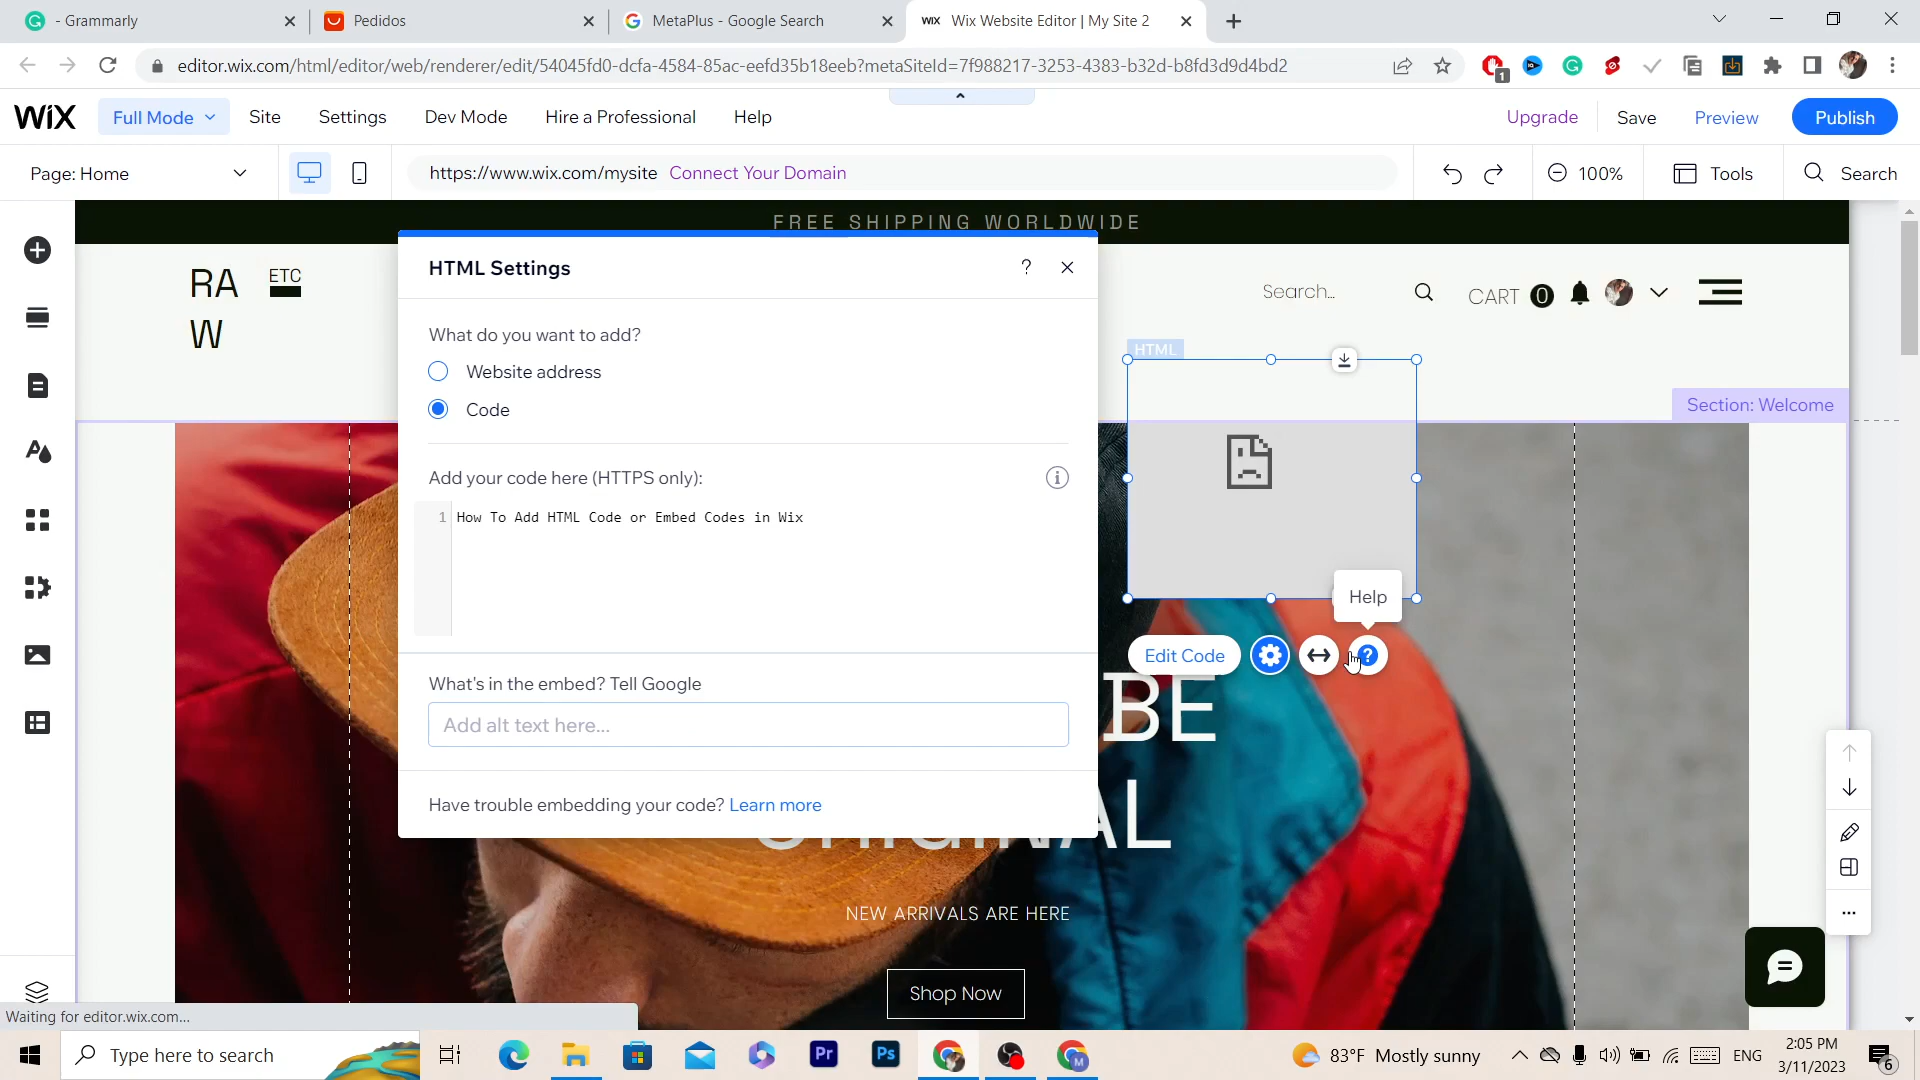 - Grammarly
Pedidos
MetaPlus - Google Search
WIX Wix Website Editor | My Site 2
editor.wix.com/html/editor/web/renderer/edit/54045fd0-dcfa-4584-85ac-eefd35b18eeb?metaSiteId=7f988217-3253-4383-b32d-b8fd3d9d4bd2
1
WIX
Full Mode
Site
Settings
Dev Mode
Hire a Professional
Help
Upgrade
Save
Preview
Publish
Page: Home
https://www.wix.com/mysite Connect Your Domain
100%
Tools
Search
FREE SHIPPING WORLDWIDE
RA
W
ETC
Search...
CART 0
HTML Settings
?
What do you want to add?
Website address
Code
Add your code here (HTTPS only):
1 How To Add HTML Code or Embed Codes in Wix
What's in the embed? Tell Google
Add alt text here...
Have trouble embedding your code? Learn more
HTML
Section: Welcome
Help
Edit Code
?
BE
ORIGINAL
NEW ARRIVALS ARE HERE
Shop Now
Waiting for editor.wix.com...
Type here to search
Pr
Ps
M
83°F Mostly sunny
ENG
2:05 PM
3/11/2023
6